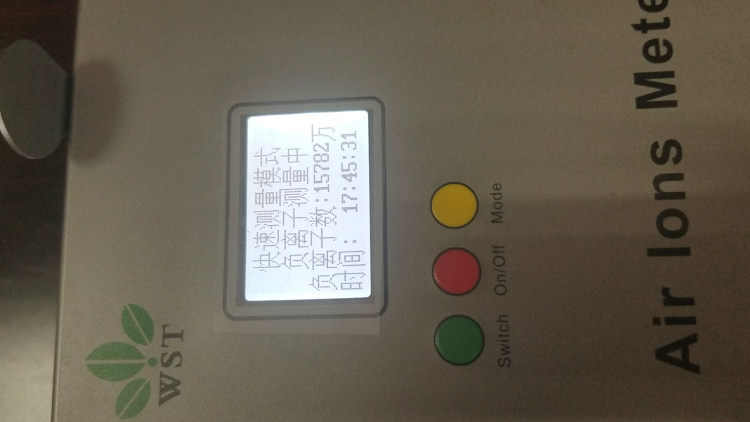 WST
快速测量模式
负离子测量中
负离子数:15782万
时间: 17:45:31
Switch
On/Off
Mode
Air Ions Mete